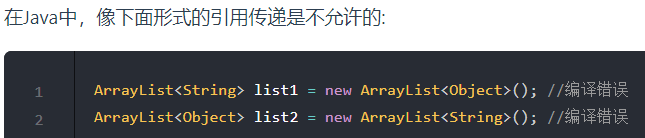 在Java中，像下面形式的引用传递是不允许的:
1 ArrayList<String> list1 = new ArrayList<Object>(); //编译错误
2 ArrayList<Object> list2 = new ArrayList<String>(); //编译错误